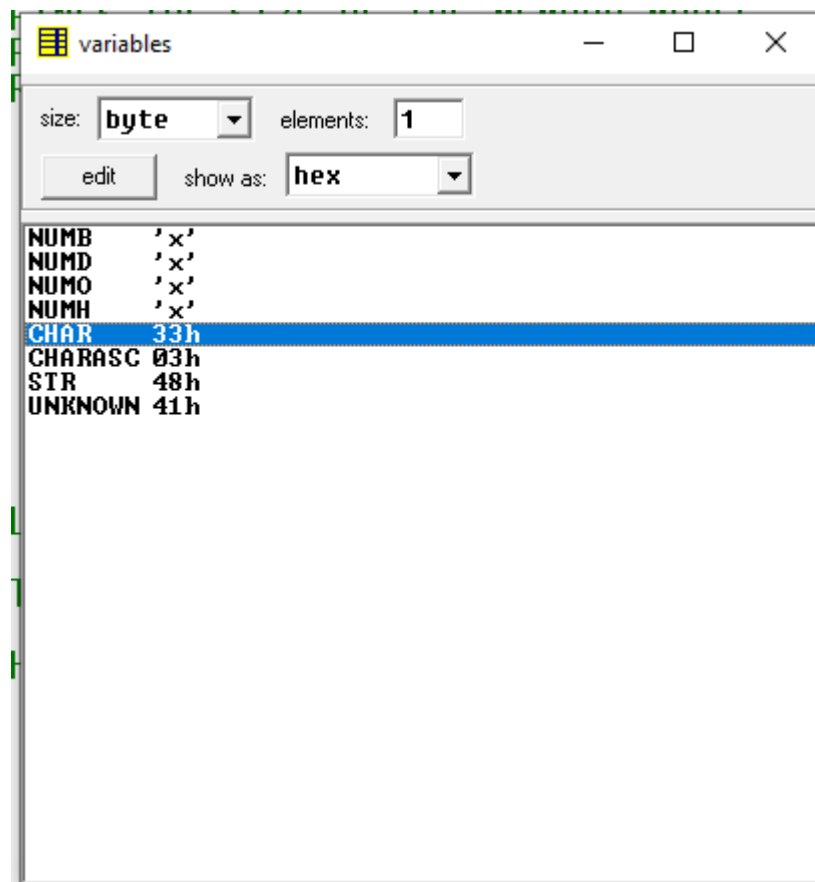 variables
size: byte elements: 1
edit show as: hex
NUMB 'x'
NUMD 'x'
NUMO 'x'
NUMH 'x'
CHAR 33h
CHARASC 03h
STR 48h
UNKNOWN 41h